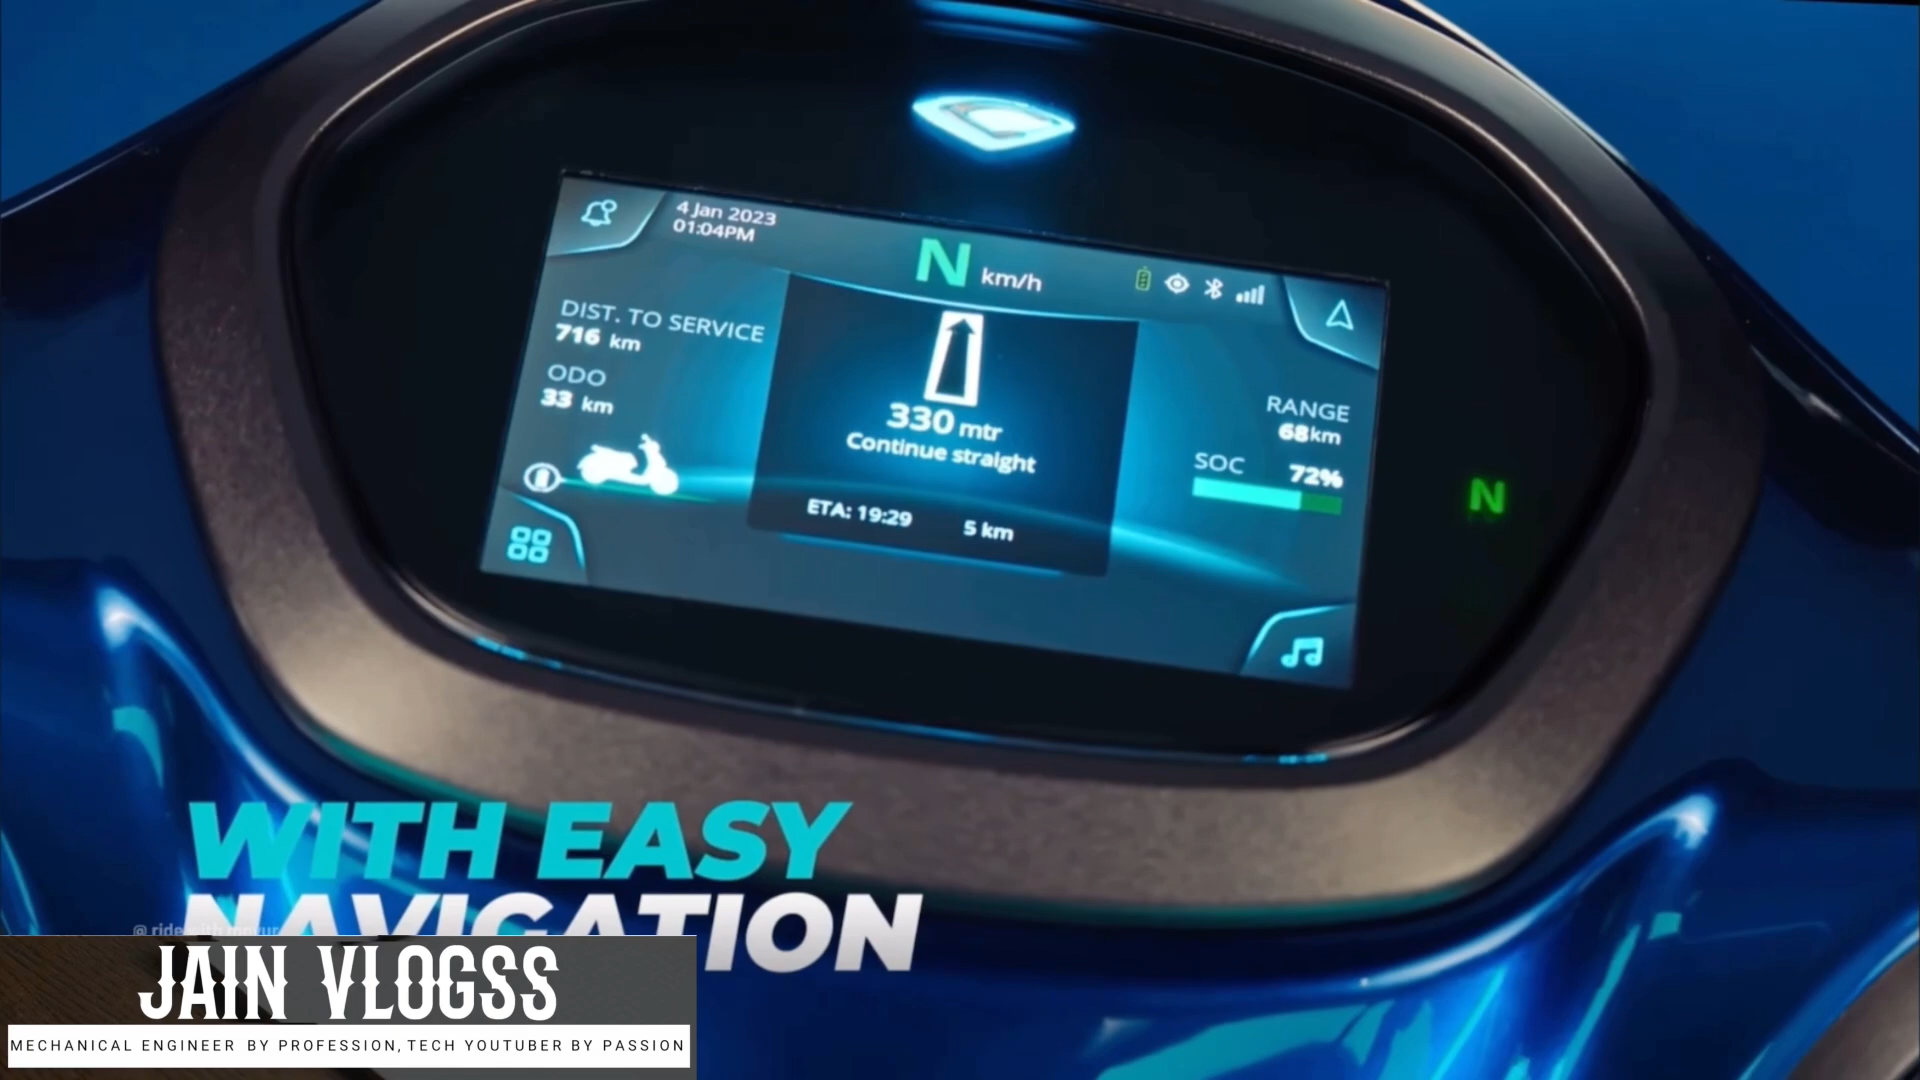 4 Jan 2023
01:04PM
N km/h
DIST. TO SERVICE
716 km
ODO
33 km
330 mtr
Continue straight
ETA: 19:29 5 km
RANGE
68km
SOC 72%
N
WITH EASY
NAVIGATION
JAIN VLOGSS
MECHANICAL ENGINEER BY PROFESSION, TECH YOUTUBER BY PASSION